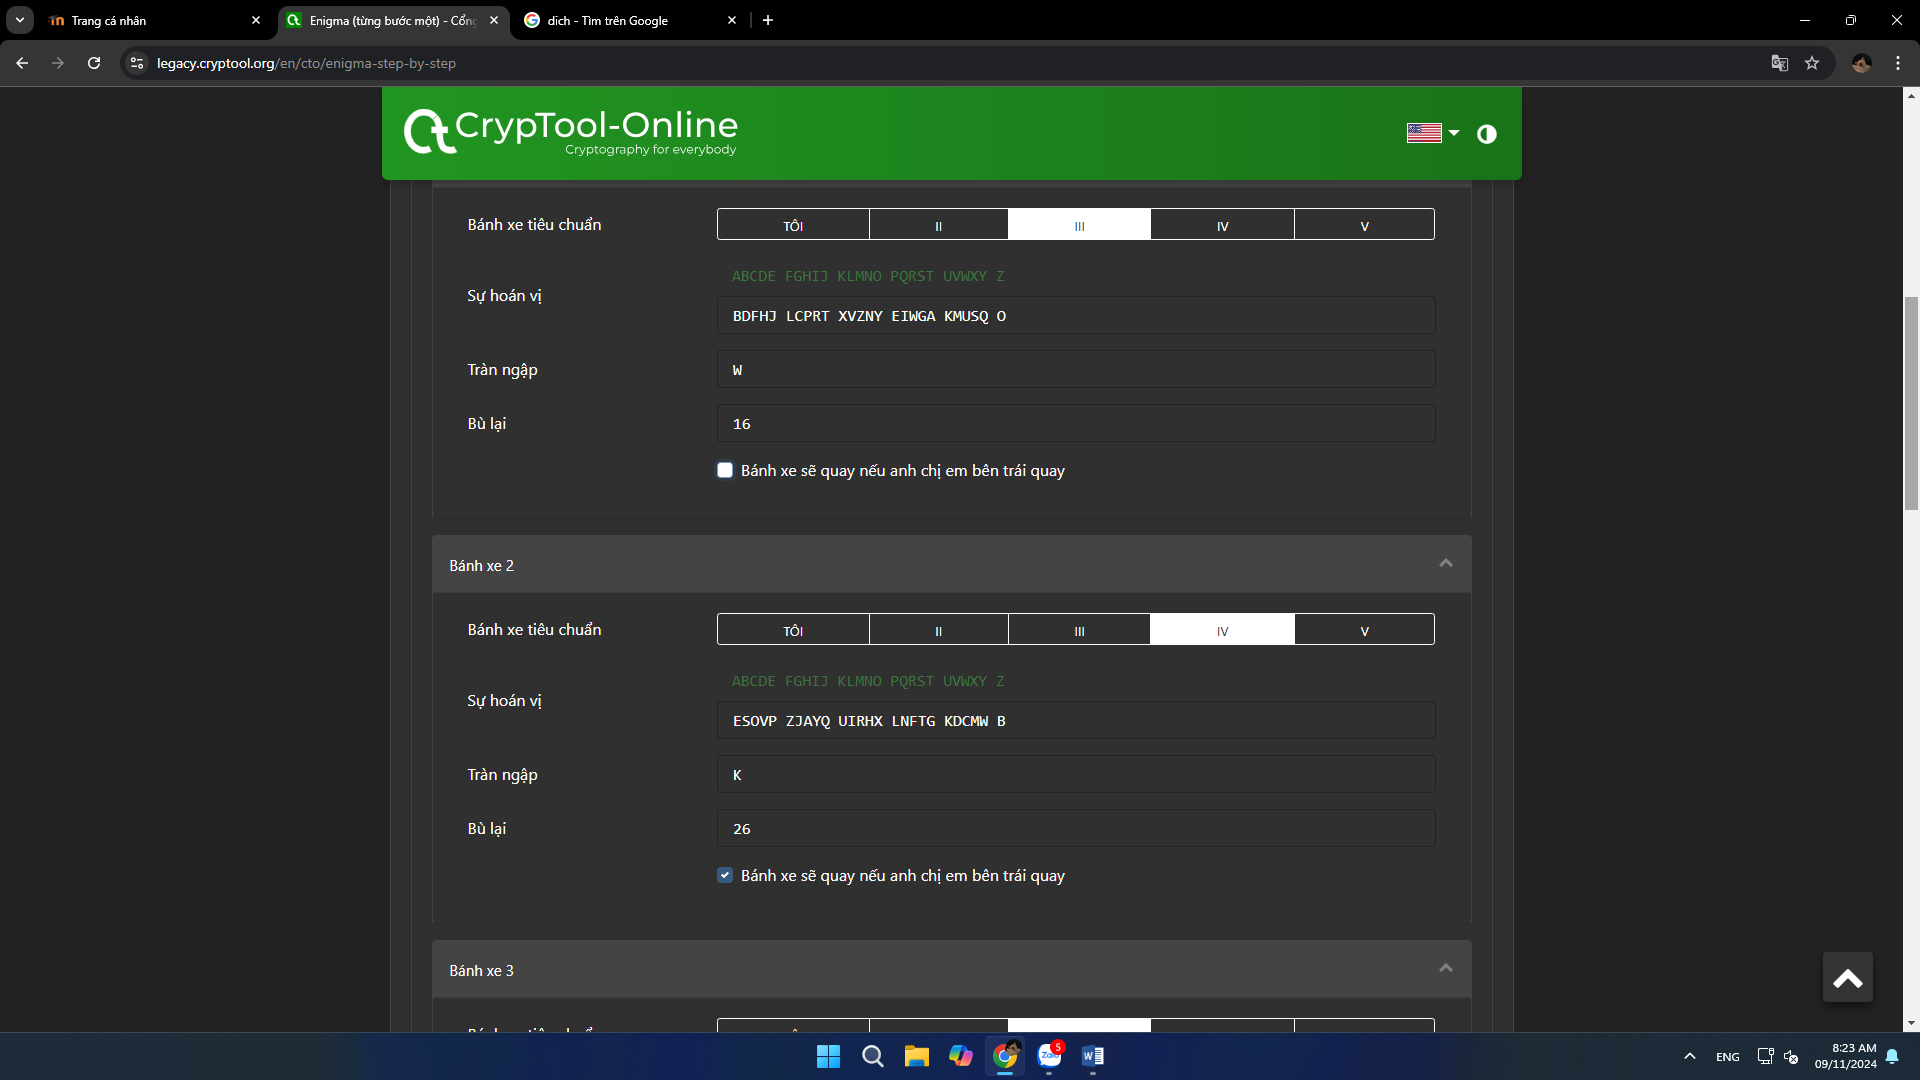 Trang cá nhân
Enigma (từng bước một) - Cổng
dich - Tìm trên Google
legacy.cryptool.org/en/cto/enigma-step-by-step
CrypTool-Online
Cryptography for everybody
Bánh xe tiêu chuẩn
TÔI II III IV V
ABCDE FGHIJ KLMNO PQRST UVWXY Z
Sự hoán vị
BDFHJ LCPRT XVZNY EIWGA KMUSQ O
Tràn ngập
W
Bù lại
16
Bánh xe sẽ quay nếu anh chị em bên trái quay
Bánh xe 2
Bánh xe tiêu chuẩn
TÔI II III IV V
ABCDE FGHIJ KLMNO PQRST UVWXY Z
Sự hoán vị
ESOVP ZJAYQ UIRHX LNFTG KDCMW B
Tràn ngập
K
Bù lại
26
Bánh xe sẽ quay nếu anh chị em bên trái quay
Bánh xe 3
Zalo
5
ENG
8:23 AM
09/11/2024